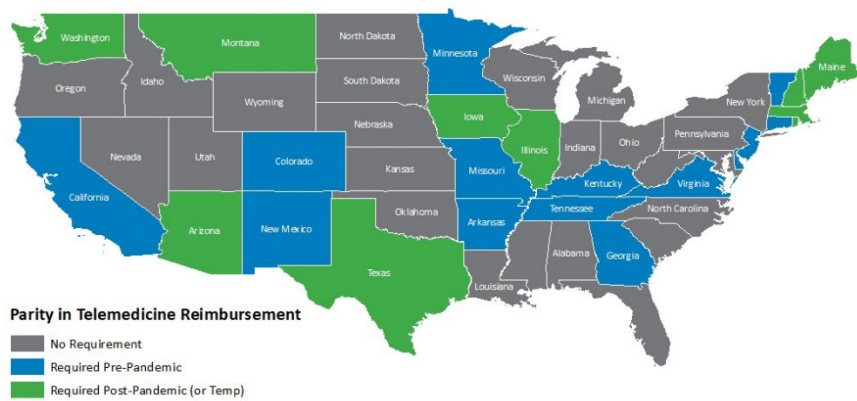 Washington
Montana
North Dakota
Minnesota
Maine
Oregon
Idaho
Wyoming
South Dakota
Wisconsin
Michigan
New York
Nebraska
Iowa
Illinois
Indiana
Ohio
Pennsylvania
Nevada
Utah
Colorado
Kansas
Missouri
Kentucky
Virginia
California
Arizona
New Mexico
Oklahoma
Arkansas
Tennessee
North Carolina
Texas
Louisiana
Alabama
Georgia
Parity in Telemedicine Reimbursement
No Requirement
Required Pre-Pandemic
Required Post-Pandemic (or Temp)